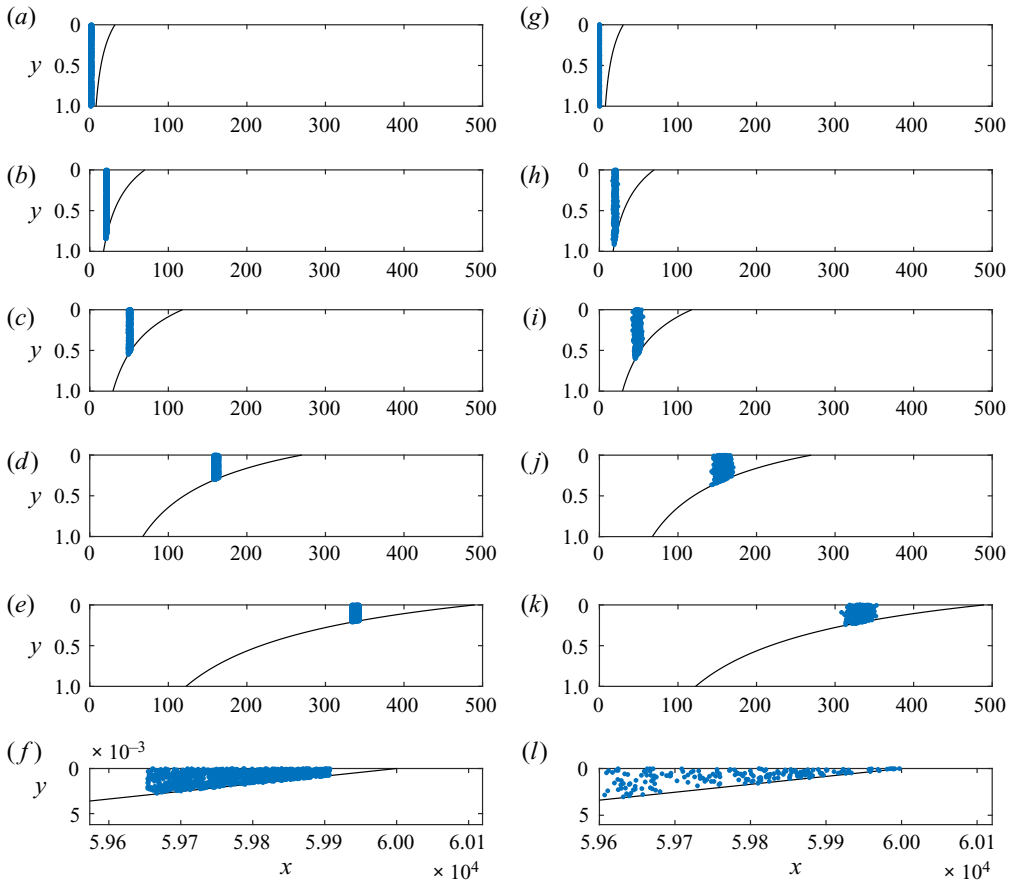 (a) 0 (g) 0
y 0.5 0.5
1.0 1.0
0 100 200 300 400 500 0 100 200 300 400 500
(b) 0 (h) 0
y 0.5 0.5
1.0 1.0
0 100 200 300 400 500 0 100 200 300 400 500
(c) 0 (i) 0
y 0.5 0.5
1.0 1.0
0 100 200 300 400 500 0 100 200 300 400 500
(d) 0 (j) 0
y 0.5 0.5
1.0 1.0
0 100 200 300 400 500 0 100 200 300 400 500
(e) 0 (k) 0
y 0.5 0.5
1.0 1.0
0 100 200 300 400 500 0 100 200 300 400 500
(f) × 10⁻³ (l)
0 0
y
5 5
5.96 5.97 5.98 5.99 6.00 6.01 5.96 5.97 5.98 5.99 6.00 6.01
x × 10⁴ x × 10⁴